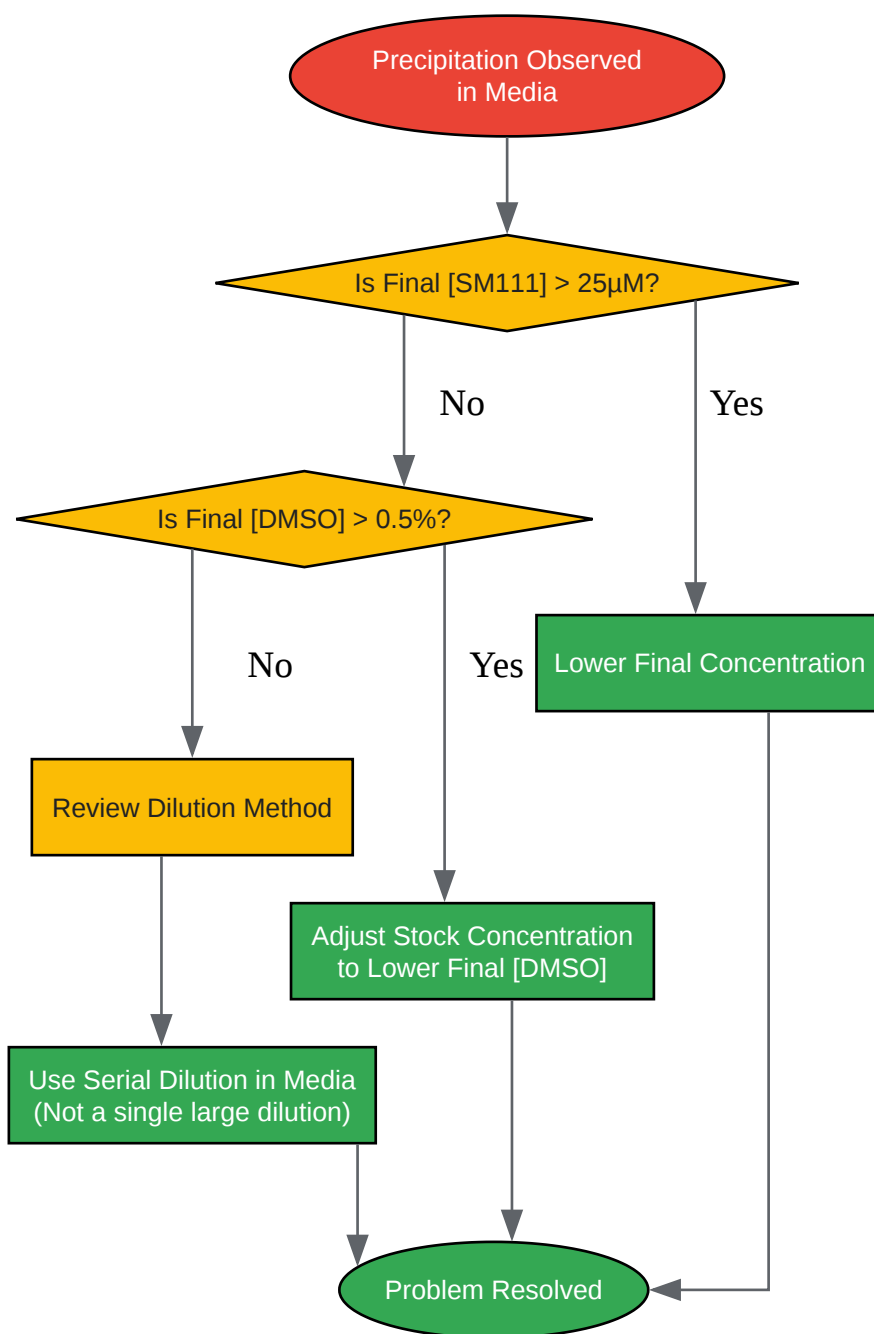 Precipitation Observed
in Media
Is Final [SM111] > 25µM?
No
Yes
Is Final [DMSO] > 0.5%?
No
Yes
Lower Final Concentration
Review Dilution Method
Adjust Stock Concentration
to Lower Final [DMSO]
Use Serial Dilution in Media
(Not a single large dilution)
Problem Resolved